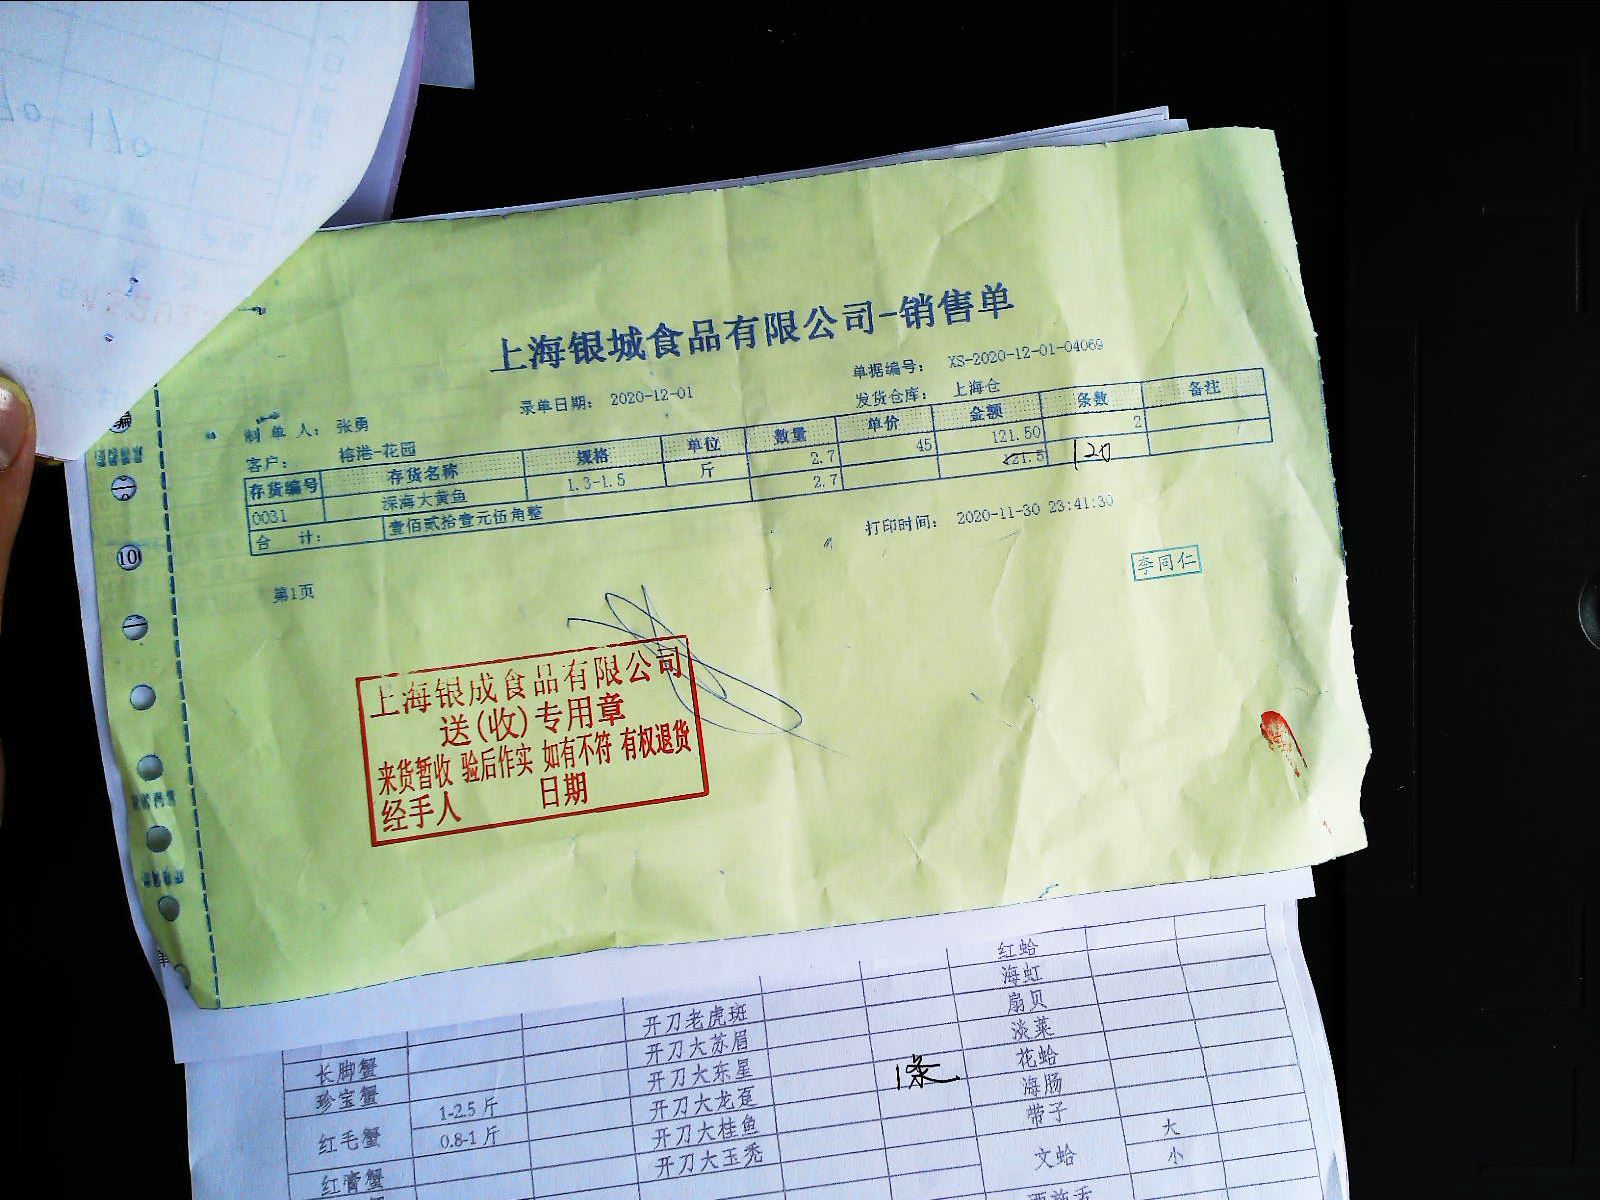 上海银城食品有限公司-销售单
单据编号： XS-2020-12-01-04069
录单日期： 2020-12-01
发货仓库： 上海仓
制 单 人： 张勇
客户： 榕港-花园
存货编号 存货名称 规格 单位 数量 单价 金额 条数 备注
0031 深海大黄鱼 1.3-1.5 斤 2.7 45 121.50 2
合 计： 壹佰贰拾壹元伍角整 2.7 121.5 120
打印时间： 2020-11-30 23:41:30
第1页
李同仁
上海银成食品有限公司
送(收)专用章
来货暂收 验后作实 如有不符 有权退货
经手人 日期
红蛤
海虹
开刀老虎斑 扇贝
开刀大苏眉 淡菜
长脚蟹 开刀大东星 1条 花蛤
珍宝蟹 开刀大龙趸 海肠
红毛蟹 1-2.5斤 开刀大桂鱼 带子
0.8-1斤 开刀大玉秃 文蛤 大
小
红膏蟹